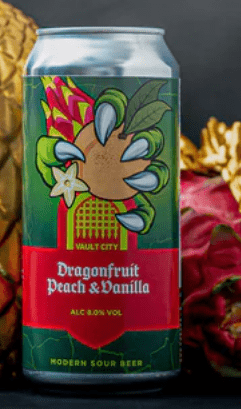 VAULT CITY
Dragonfruit
Peach & Vanilla
ALC 8.0% VOL
MODERN SOUR BEER